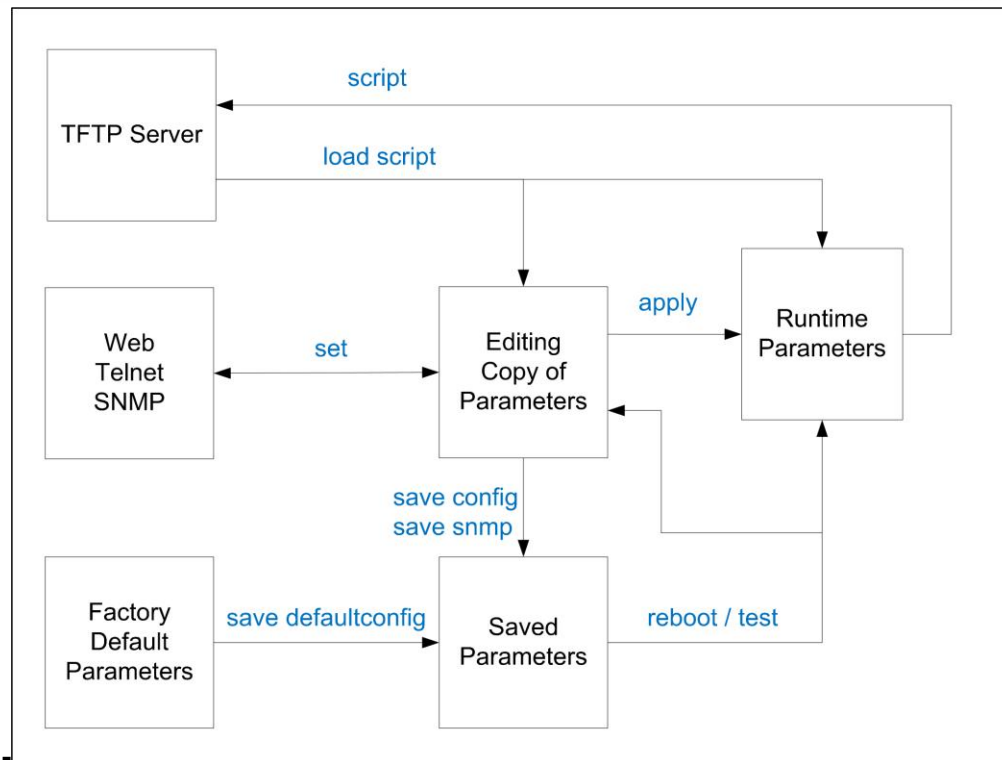 script
TFTP Server
load script
Web
Telnet
SNMP
set
Editing
Copy of
Parameters
apply
Runtime
Parameters
save config
save snmp
Factory
Default
Parameters
save defaultconfig
Saved
Parameters
reboot / test